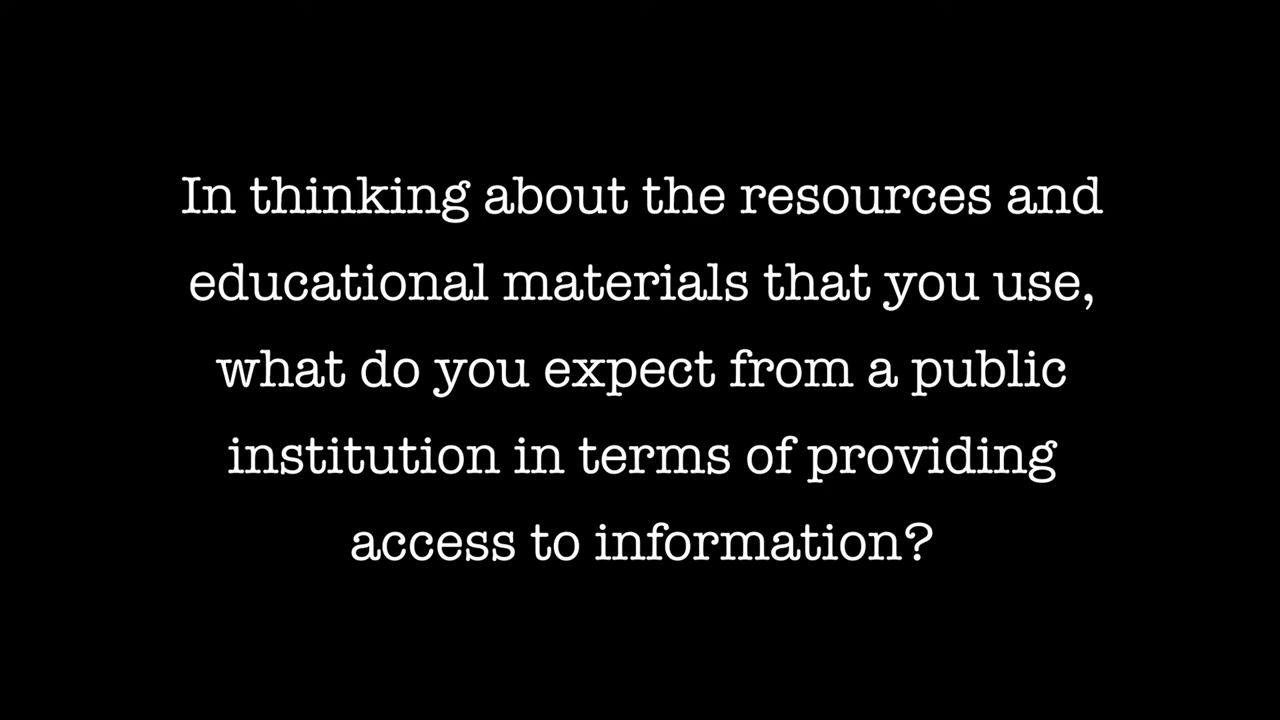 In thinking about the resources and
educational materials that you use,
what do you expect from a public
institution in terms of providing
access to information?